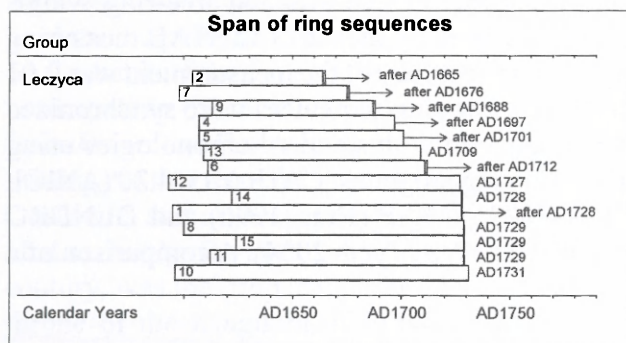 Span of ring sequences
Group
Leczyca
2 after AD1665
7 after AD1676
9 after AD1688
4 after AD1697
5 after AD1701
13 AD1709
6 after AD1712
12 AD1727
14 AD1728
1 after AD1728
8 AD1729
15 AD1729
11 AD1729
10 AD1731
Calendar Years AD1650 AD1700 AD1750